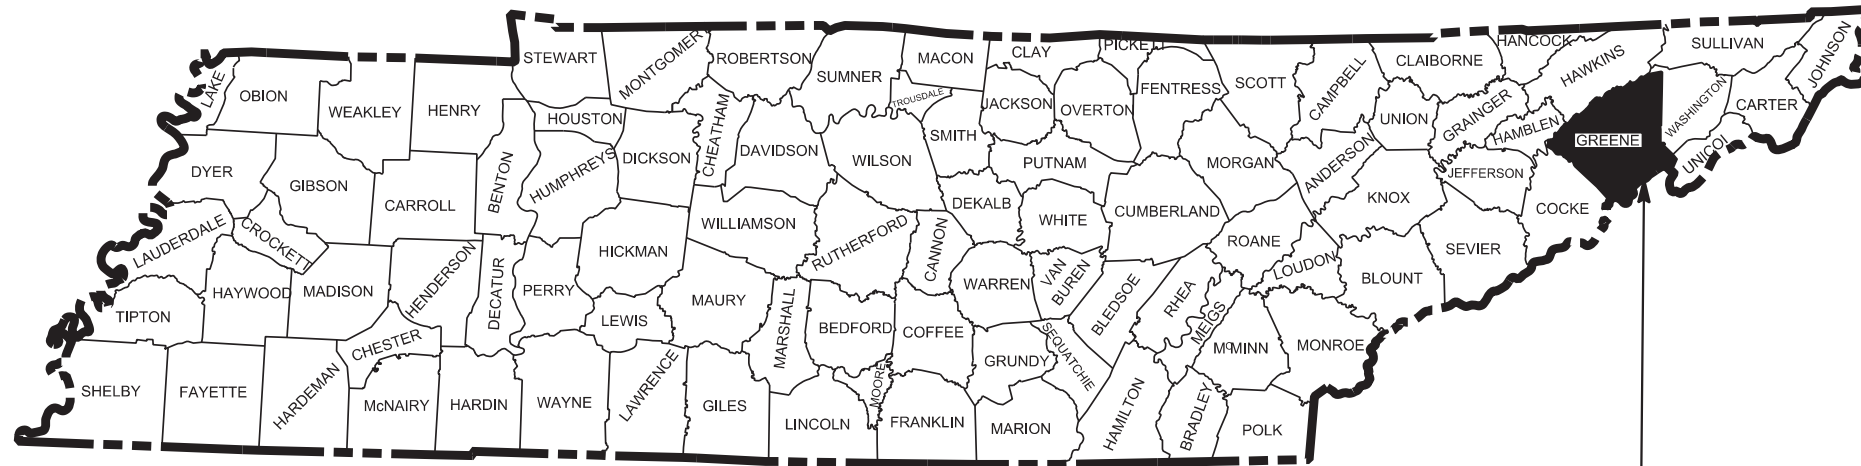 STEWART
MONTGOMERY
ROBERTSON
SUMNER
MACON
CLAY
PICKETT
SCOTT
CAMPBELL
CLAIBORNE
HANCOCK
HAWKINS
SULLIVAN
JOHNSON
LAKE
OBION
WEAKLEY
HENRY
HOUSTON
CHEATHAM
TROUSDALE
JACKSON
OVERTON
FENTRESS
UNION
GRAINGER
HAMBLEN
GREENE
WASHINGTON
CARTER
UNICOI
DYER
GIBSON
CARROLL
BENTON
HUMPHREYS
DICKSON
DAVIDSON
WILSON
SMITH
PUTNAM
MORGAN
ANDERSON
KNOX
JEFFERSON
COCKE
LAUDERDALE
CROCKETT
HENDERSON
DECATUR
PERRY
HICKMAN
WILLIAMSON
RUTHERFORD
CANNON
DEKALB
WHITE
CUMBERLAND
ROANE
LOUDON
BLOUNT
SEVIER
TIPTON
HAYWOOD
MADISON
CHESTER
LEWIS
MAURY
MARSHALL
BEDFORD
COFFEE
WARREN
VAN
BUREN
BLEDSOE
RHEA
MEIGS
McMINN
MONROE
SHELBY
FAYETTE
HARDEMAN
McNAIRY
HARDIN
WAYNE
LAWRENCE
GILES
LINCOLN
MOORE
FRANKLIN
GRUNDY
SEQUATCHIE
MARION
HAMILTON
BRADLEY
POLK